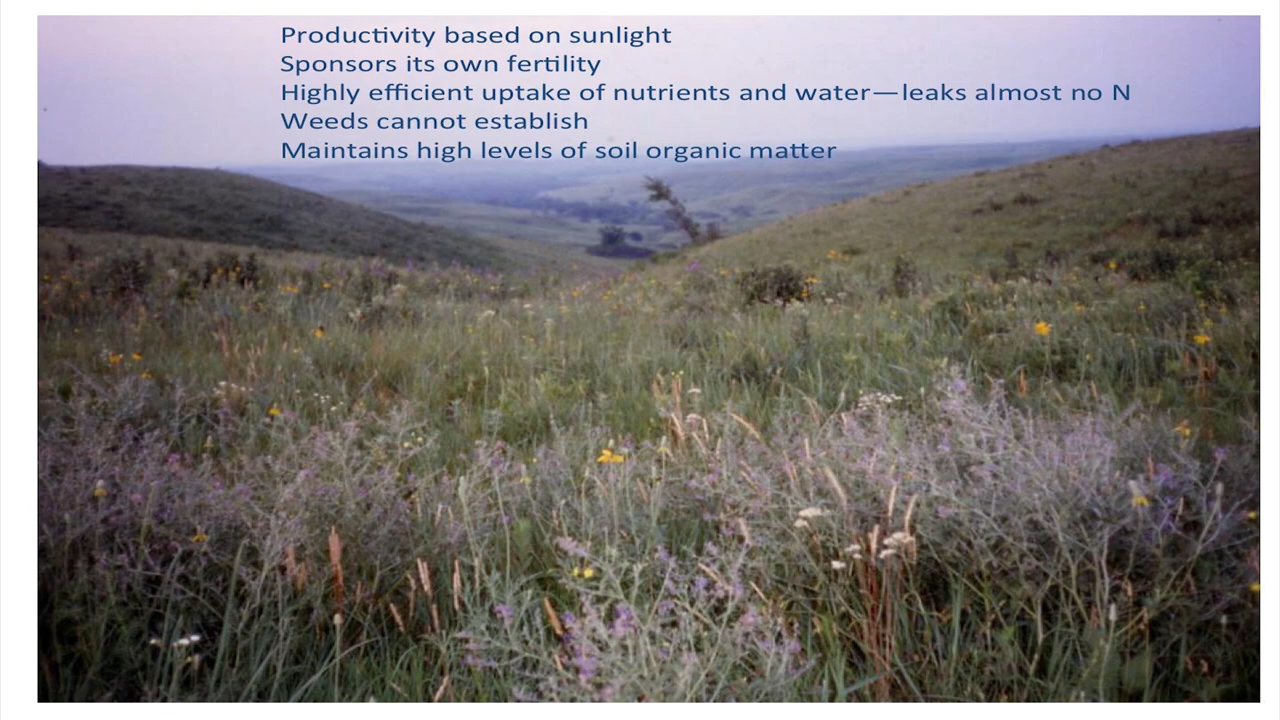 Productivity based on sunlight
Sponsors its own fertility
Highly efficient uptake of nutrients and water—leaks almost no N
Weeds cannot establish
Maintains high levels of soil organic matter